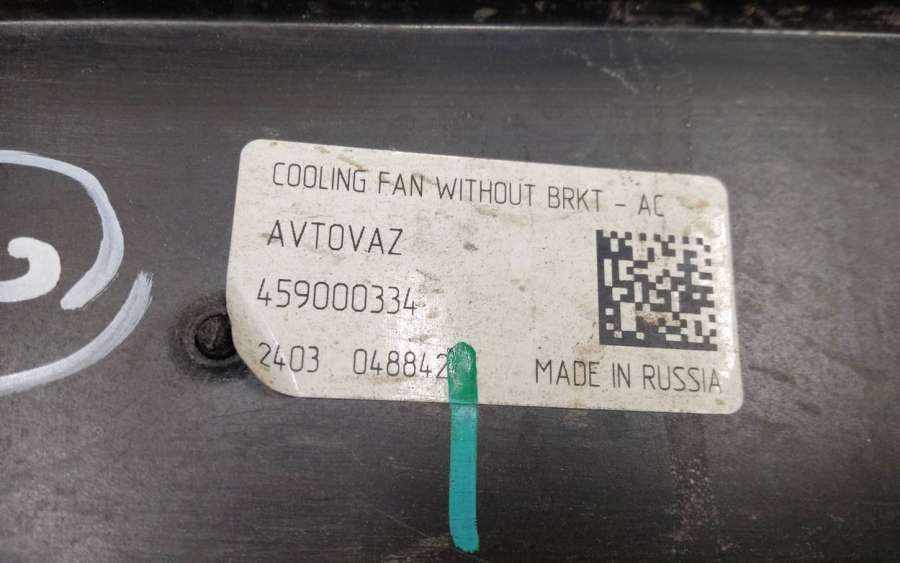 COOLING FAN WITHOUT BRKT - AC
AVTOVAZ
459000334
2403 048842
MADE IN RUSSIA